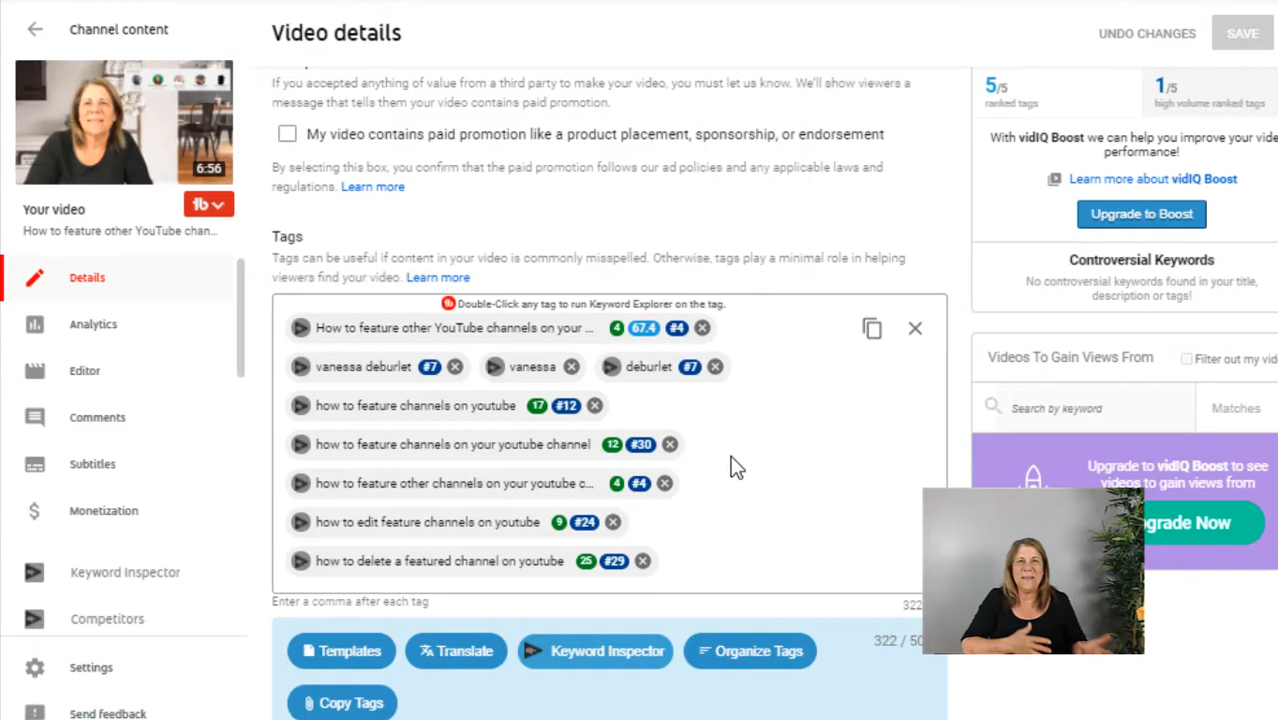 Channel content
Video details
UNDO CHANGES
SAVE
6:56
Your video
How to feature other YouTube chan...
Details
Analytics
Editor
Comments
Subtitles
Monetization
Keyword Inspector
Competitors
Settings
Send feedback
If you accepted anything of value from a third party to make your video, you must let us know. We'll show viewers a
message that tells them your video contains paid promotion.
My video contains paid promotion like a product placement, sponsorship, or endorsement
By selecting this box, you confirm that the paid promotion follows our ad policies and any applicable laws and
regulations. Learn more
Tags
Tags can be useful if content in your video is commonly misspelled. Otherwise, tags play a minimal role in helping
viewers find your video. Learn more
Double-Click any tag to run Keyword Explorer on the tag.
How to feature other YouTube channels on your ... 4 67.4 #4
vanessa deburlet #7 vanessa deburlet #7
how to feature channels on youtube 17 #12
how to feature channels on your youtube channel 12 #30
how to feature other channels on your youtube c... 4 #4
how to edit feature channels on youtube 9 #24
how to delete a featured channel on youtube 25 #29
Enter a comma after each tag
322
Templates Translate Keyword Inspector Organize Tags
322 / 50
Copy Tags
5/5
ranked tags
1/5
high volume ranked tags
With vidIQ Boost we can help you improve your vide
performance!
Learn more about vidIQ Boost
Upgrade to Boost
Controversial Keywords
No controversial keywords found in your title,
description or tags!
Videos To Gain Views From
Filter out my vid
Search by keyword
Matches
Upgrade to vidIQ Boost to see
videos to gain views from
grade Now